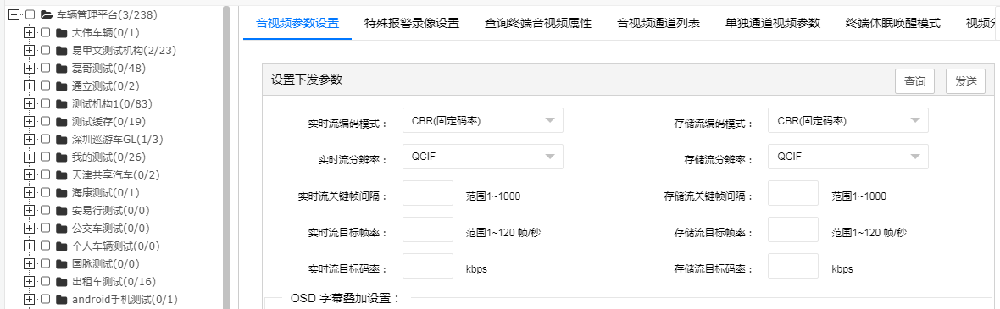 车辆管理平台(3/238)
大伟车辆(0/1)
易甲文测试机构(2/23)
磊哥测试(0/48)
通立测试(0/2)
测试机构1(0/83)
测试缓存(0/19)
深圳巡游车GL(1/3)
我的测试(0/26)
天津共享汽车(0/2)
海康测试(0/1)
安易行测试(0/0)
公交车测试(0/0)
个人车辆测试(0/0)
国脉测试(0/0)
出租车测试(0/16)
android手机测试(0/1)
音视频参数设置 特殊报警录像设置 查询终端音视频属性 音视频通道列表 单独通道视频参数 终端休眠唤醒模式 视频
设置下发参数 查询 发送
实时流编码模式： CBR(固定码率) 存储流编码模式： CBR(固定码率)
实时流分辨率： QCIF 存储流分辨率： QCIF
实时流关键帧间隔： 范围1~1000 存储流关键帧间隔： 范围1~1000
实时流目标帧率： 范围1~120 帧/秒 存储流目标帧率： 范围1~120 帧/秒
实时流目标码率： kbps 存储流目标码率： kbps
OSD 字幕叠加设置：